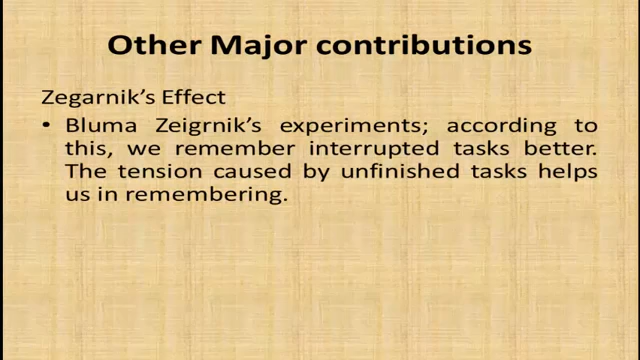 Other Major contributions
Zegarnik's Effect
• Bluma Zeigrnik's experiments; according to
this, we remember interrupted tasks better.
The tension caused by unfinished tasks helps
us in remembering.